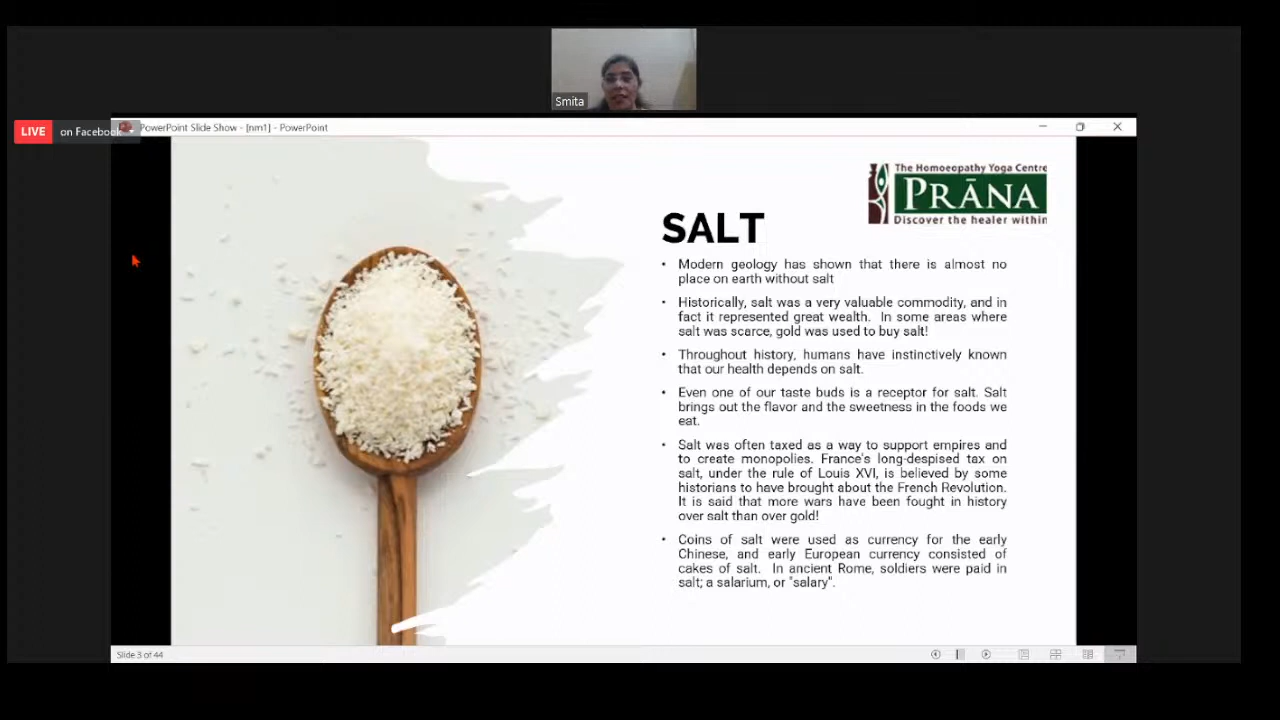 Smita
LIVE on Facebook
PowerPoint Slide Show - [nm1] - PowerPoint
The Homoeopathy Yoga Centre
PRĀNA
Discover the healer within
SALT
• Modern geology has shown that there is almost no
place on earth without salt
• Historically, salt was a very valuable commodity, and in
fact it represented great wealth. In some areas where
salt was scarce, gold was used to buy salt!
• Throughout history, humans have instinctively known
that our health depends on salt.
• Even one of our taste buds is a receptor for salt. Salt
brings out the flavor and the sweetness in the foods we
eat.
• Salt was often taxed as a way to support empires and
to create monopolies. France's long-despised tax on
salt, under the rule of Louis XVI, is believed by some
historians to have brought about the French Revolution.
It is said that more wars have been fought in history
over salt than over gold!
• Coins of salt were used as currency for the early
Chinese, and early European currency consisted of
cakes of salt. In ancient Rome, soldiers were paid in
salt; a salarium, or "salary".
Slide 3 of 44